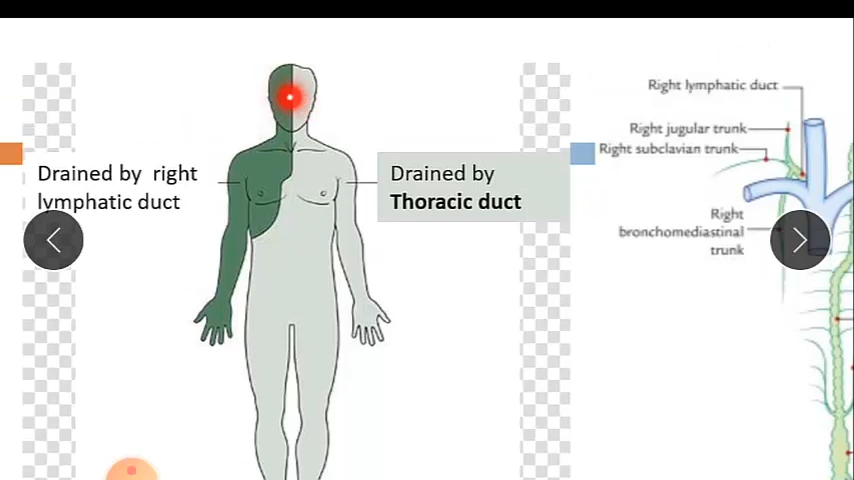 Drained by right
lymphatic duct
Drained by
Thoracic duct
Right lymphatic duct
Right jugular trunk
Right subclavian trunk
Right
bronchomediastinal
trunk